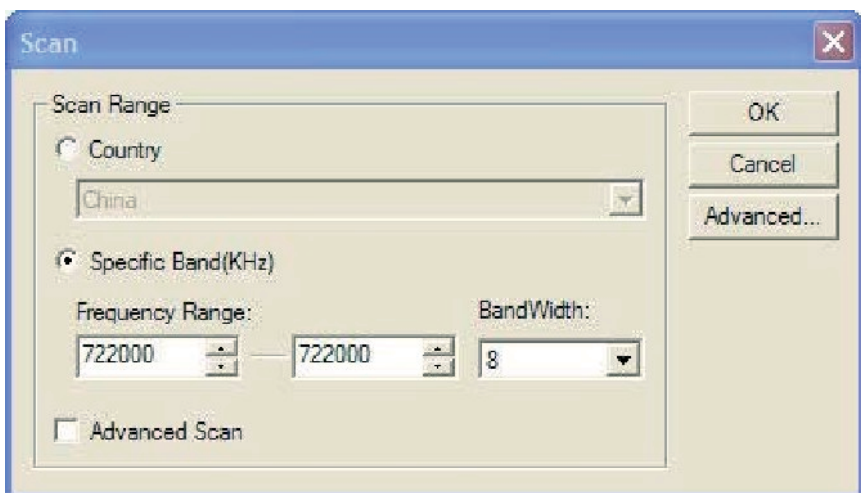 Scan
Scan Range
Country
China
Specific Band(KHz)
Frequency Range:
BandWidth:
722000
722000
8
Advanced Scan
OK
Cancel
Advanced...